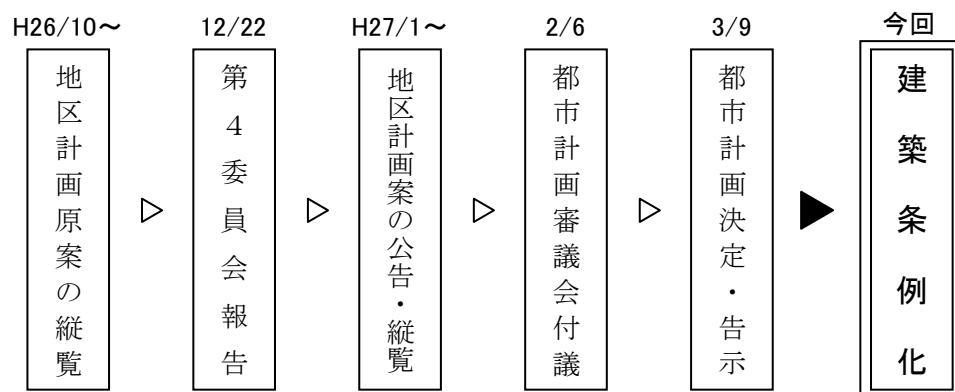 H26/10～
地区計画原案の縦覧
12/22
第４委員会報告
H27/1～
地区計画案の公告・縦覧
2/6
都市計画審議会付議
3/9
都市計画決定・告示
今回
建築条例化